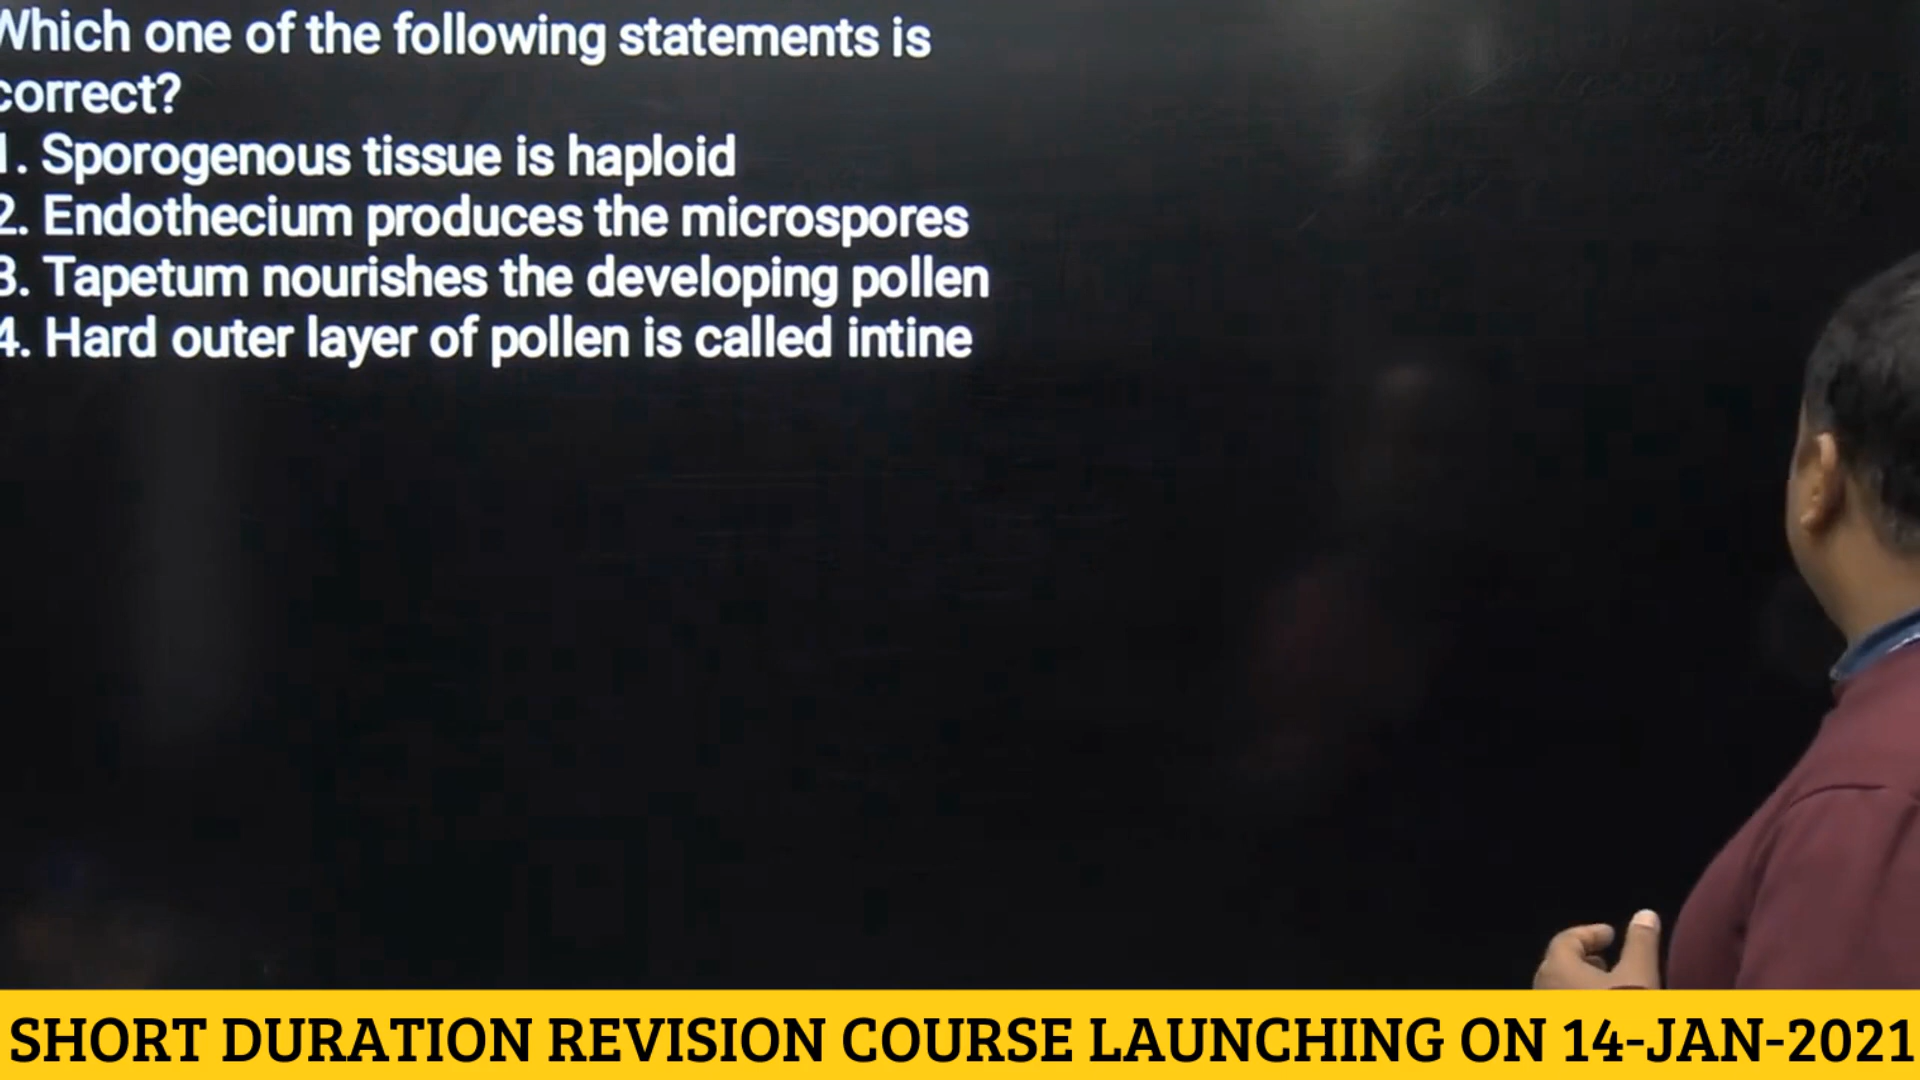 Which one of the following statements is
correct?
1. Sporogenous tissue is haploid
2. Endothecium produces the microspores
3. Tapetum nourishes the developing pollen
4. Hard outer layer of pollen is called intine
SHORT DURATION REVISION COURSE LAUNCHING ON 14-JAN-2021